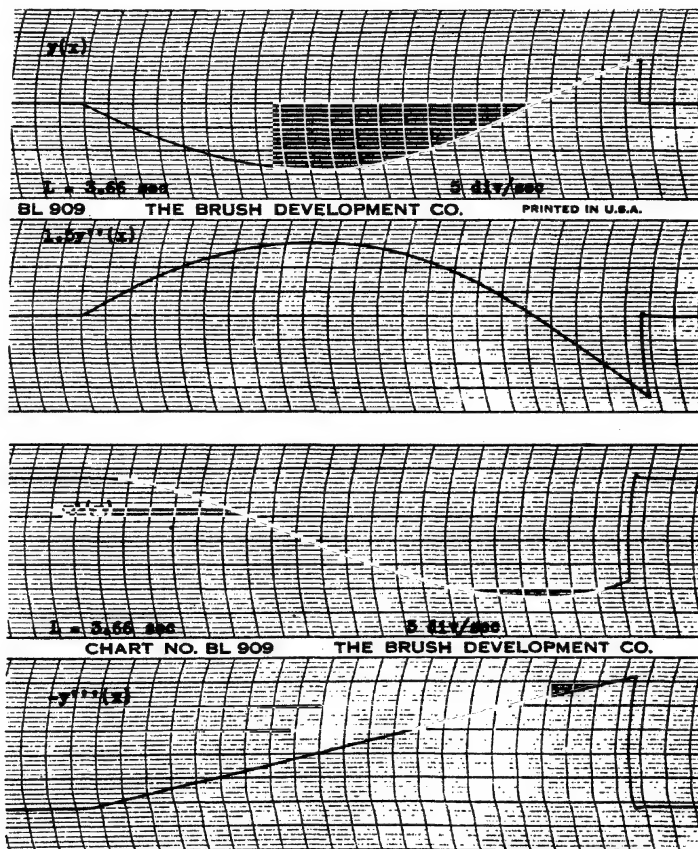 y(x)
L = 3.66 sec 5 div/sec
BL 909 THE BRUSH DEVELOPMENT CO. PRINTED IN U.S.A.
1.5y''(x)
L = 3.66 sec 5 div/sec
CHART NO. BL 909 THE BRUSH DEVELOPMENT CO.
-y'''(x)